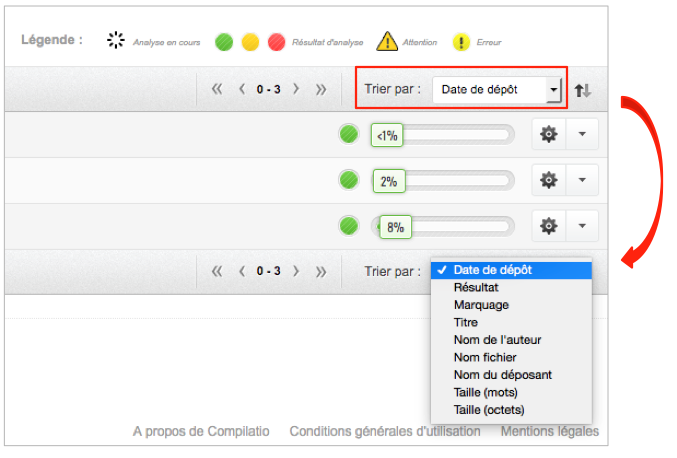 Légende : Analyse en cours Résultat d'analyse Attention Erreur
0 - 3 Trier par : Date de dépôt
<1%
2%
8%
0 - 3 Trier par : ✓ Date de dépôt
Résultat
Marquage
Titre
Nom de l'auteur
Nom fichier
Nom du déposant
Taille (mots)
Taille (octets)
A propos de Compilatio Conditions générales d'utilisation Mentions légales